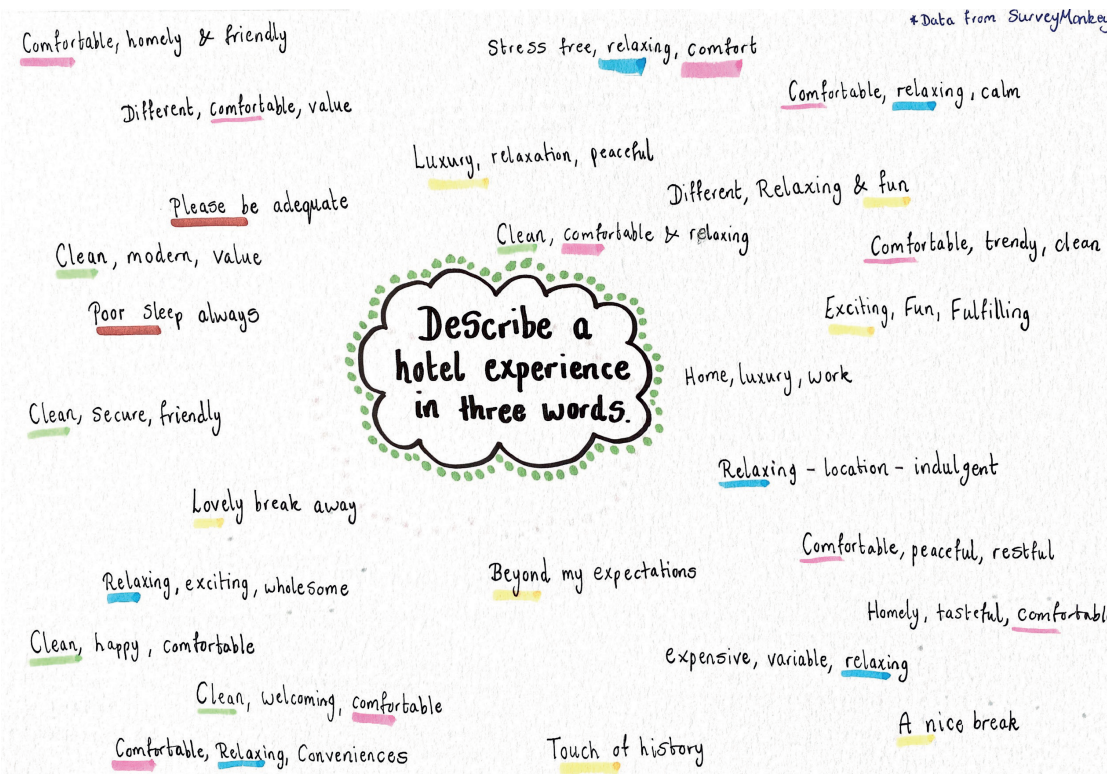 *Data from SurveyMonkey
Comfortable, homely & friendly
Stress free, relaxing, comfort
Comfortable, relaxing, calm
Different, comfortable, value
Luxury, relaxation, peaceful
Different, Relaxing & fun
Please be adequate
Clean, comfortable & relaxing
Comfortable, trendy, clean
Clean, modern, value
Poor sleep always
Exciting, Fun, Fulfilling
Describe a
hotel experience
in three words.
Home, luxury, work
Clean, secure, friendly
Relaxing - location - indulgent
Lovely break away
Comfortable, peaceful, restful
Beyond my expectations
Relaxing, exciting, wholesome
Homely, tasteful, comfortable
Clean, happy, comfortable
expensive, variable, relaxing
Clean, welcoming, comfortable
A nice break
Comfortable, Relaxing, Conveniences
Touch of history